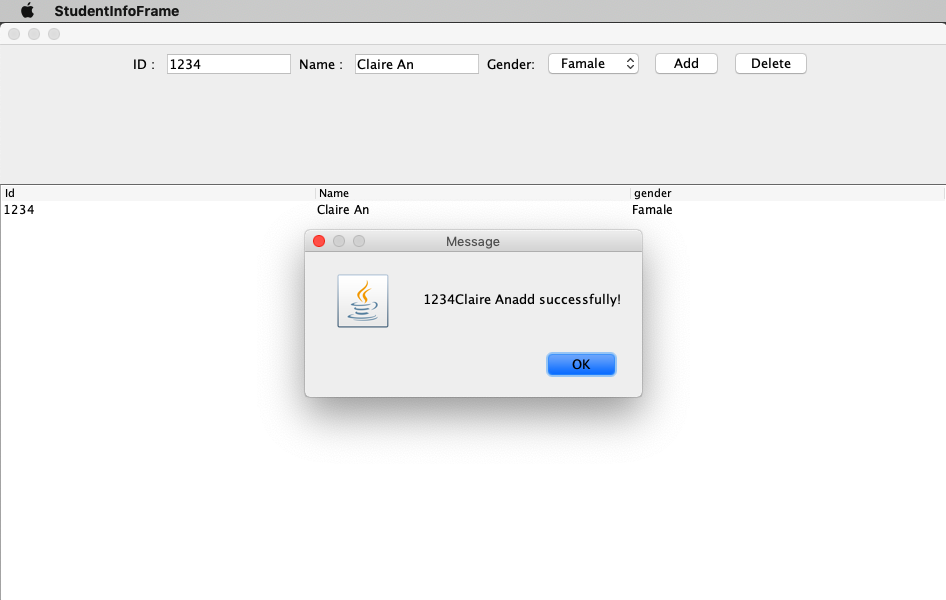 StudentInfoFrame
ID : 1234 Name : Claire An Gender: Famale Add Delete
Id Name gender
1234 Claire An Famale
Message
1234Claire Anadd successfully!
OK